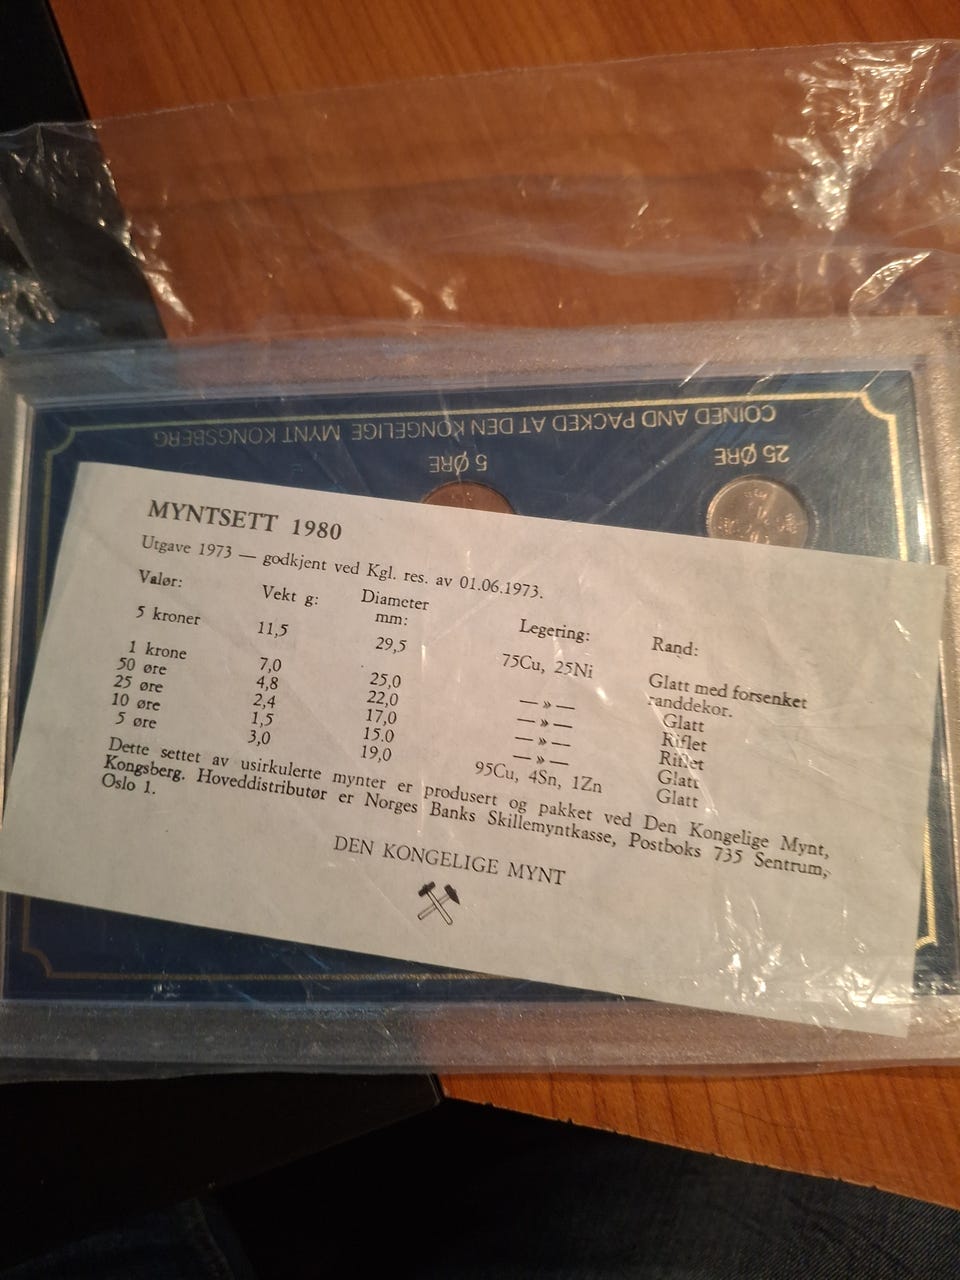 COINED AND PACKED AT DEN KONGELIGE MYNT KONGSBERG
5 ØRE
25 ØRE
MYNTSETT 1980
Utgave 1973 — godkjent ved Kgl. res. av 01.06.1973.
Valør: Vekt g: Diameter mm: Legering: Rand:
5 kroner 11,5 29,5 75Cu, 25Ni Glatt med forsenket
randdekor.
1 krone 7,0 25,0 —»— Glatt
50 øre 4,8 22,0 —»— Riflet
25 øre 2,4 17,0 —»— Riflet
10 øre 1,5 15.0 —»— Glatt
5 øre 3,0 19,0 95Cu, 4Sn, 1Zn Glatt
Dette settet av usirkulerte mynter er produsert og pakket ved Den Kongelige Mynt,
Kongsberg. Hoveddistributør er Norges Banks Skillemyntkasse, Postboks 735 Sentrum,
Oslo 1.
DEN KONGELIGE MYNT